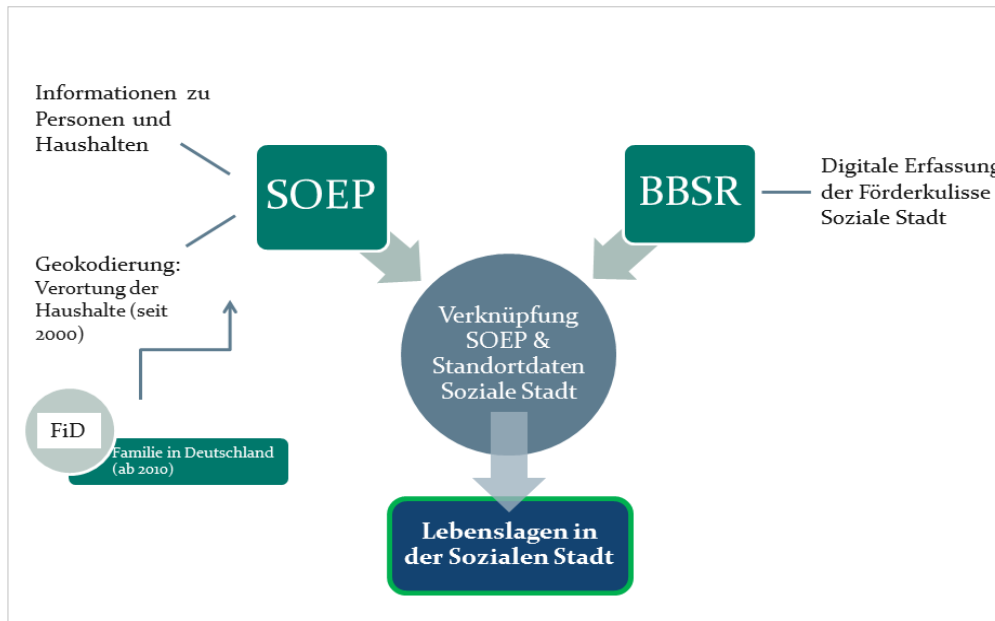 Informationen zu
Personen und
Haushalten
SOEP
BBSR
Digitale Erfassung
der Förderkulisse
Soziale Stadt
Geokodierung:
Verortung der
Haushalte (seit
2000)
Verknüpfung
SOEP &
Standortdaten
Soziale Stadt
FiD
Familie in Deutschland
(ab 2010)
Lebenslagen in
der Sozialen Stadt